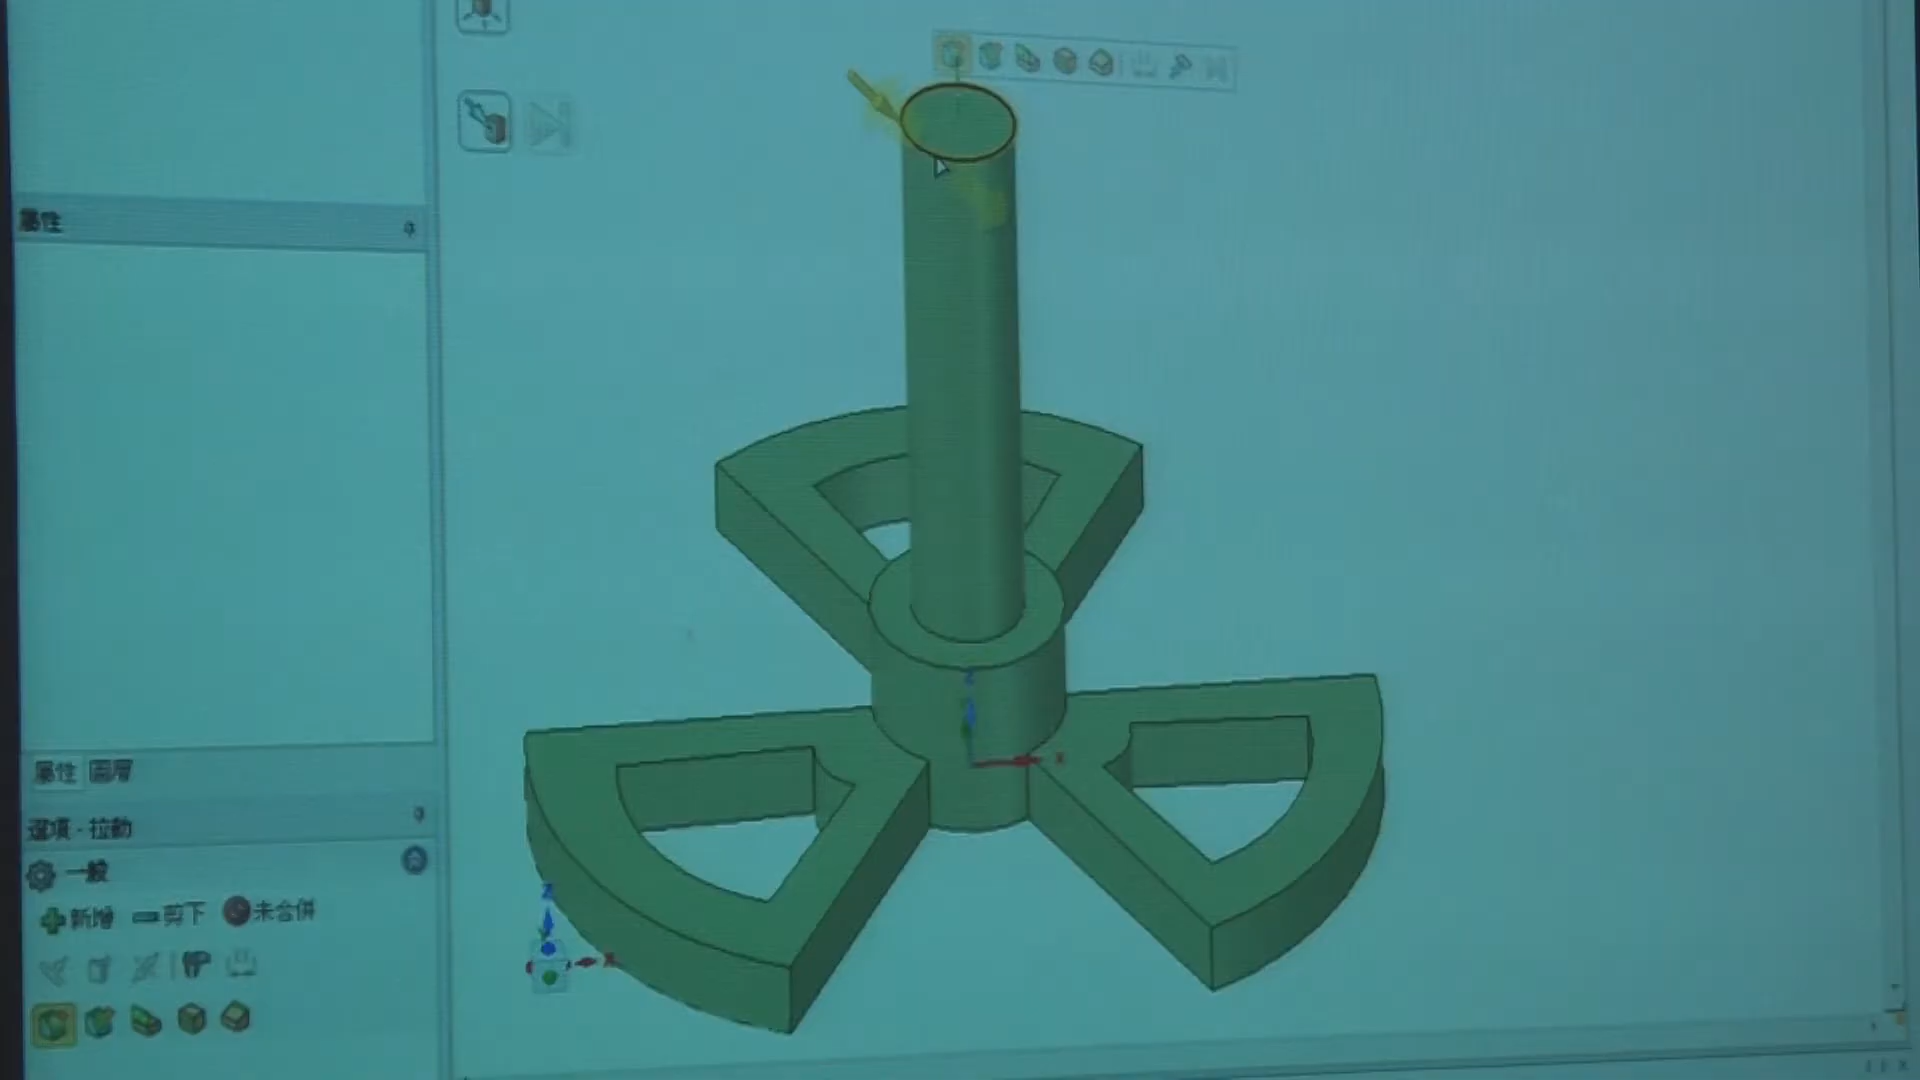 屬性
屬性 圖層
選項 - 拉動
一般
新增 剪下 未合併
Z
X
Z
X